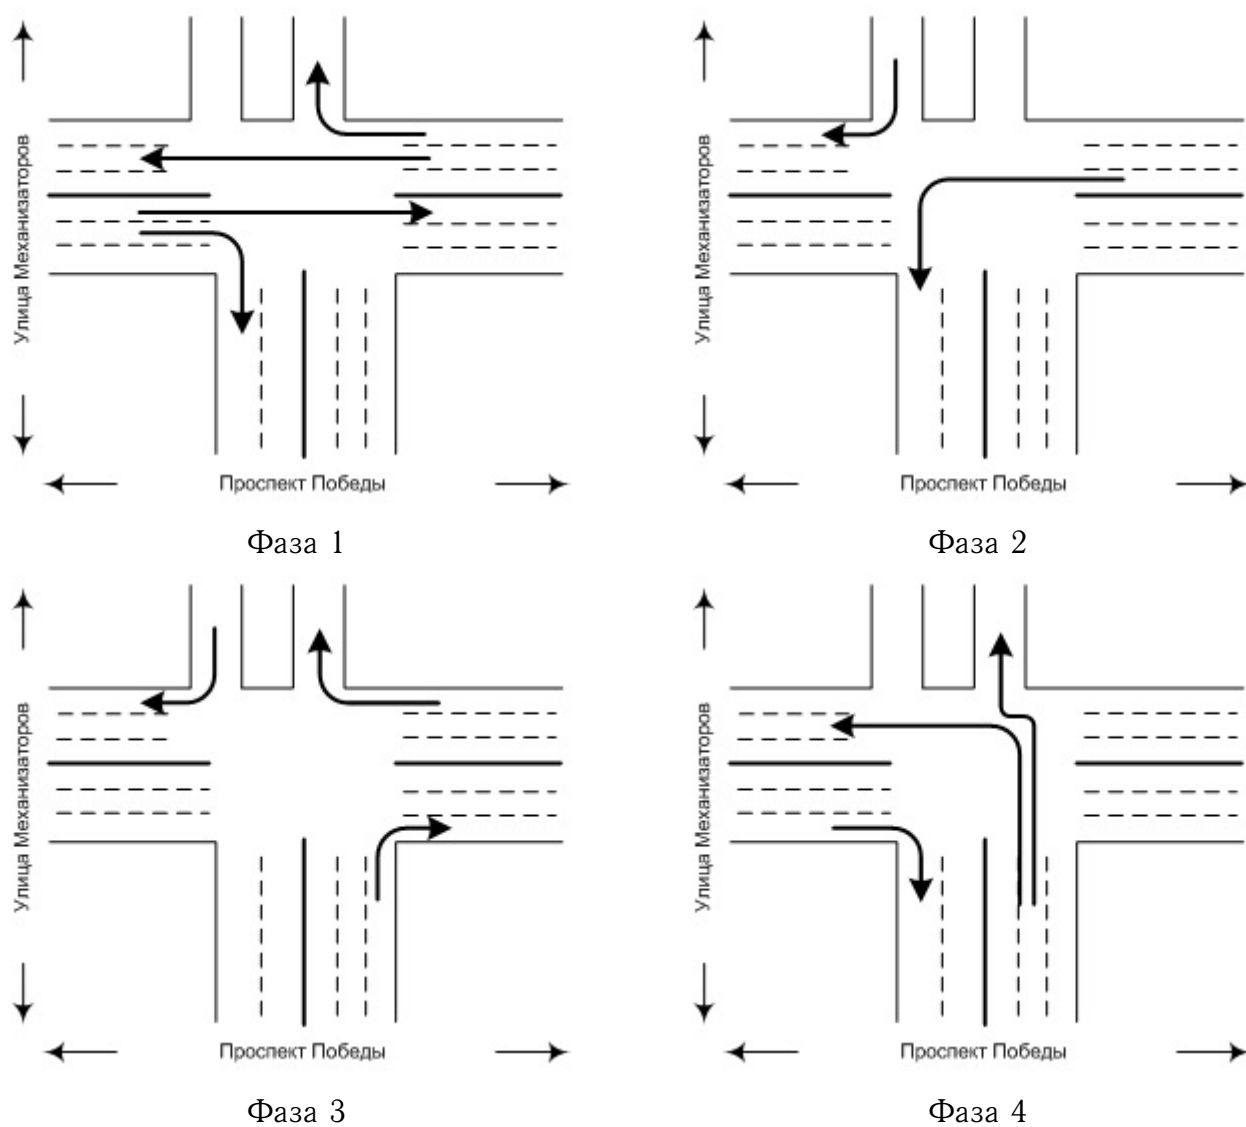 Улица Механизаторов
Улица Механизаторов
Проспект Победы
Проспект Победы
Фаза 1
Фаза 2
Улица Механизаторов
Улица Механизаторов
Проспект Победы
Проспект Победы
Фаза 3
Фаза 4